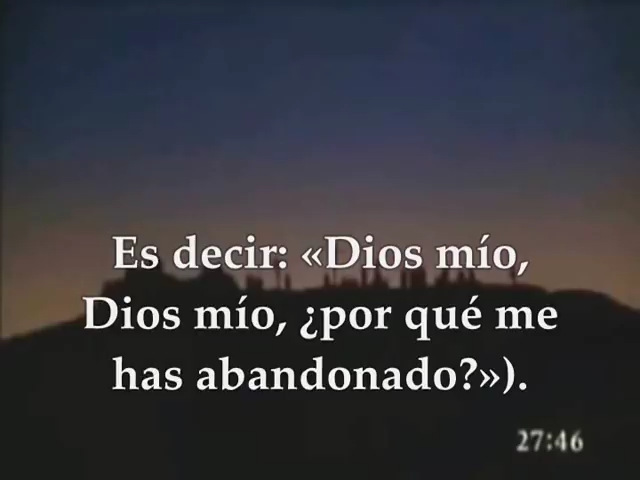 Es decir: «Dios mío,
Dios mío, ¿por qué me
has abandonado?»).
27:46